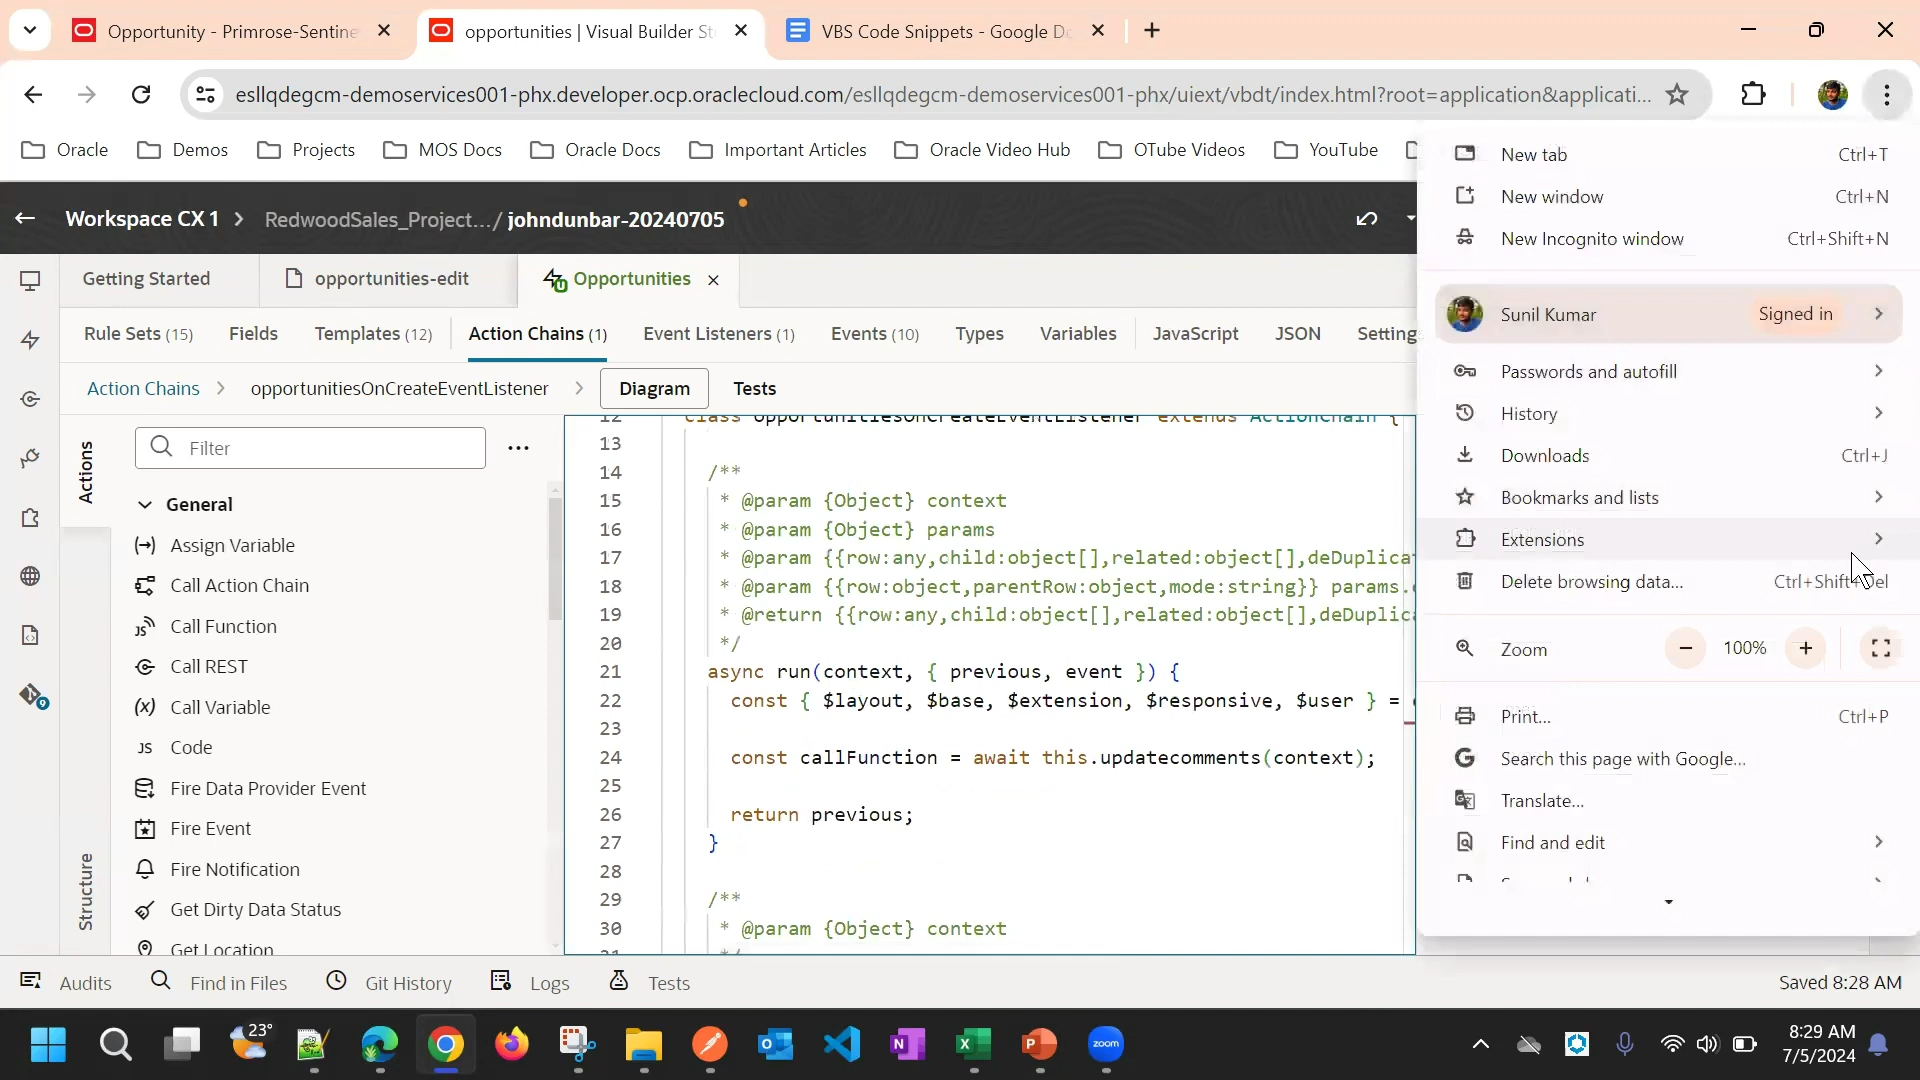 Opportunity - Primrose-Sentine
opportunities | Visual Builder St
VBS Code Snippets - Google Do
esllqdegcm-demoservices001-phx.developer.ocp.oraclecloud.com/esllqdegcm-demoservices001-phx/uiext/vbdt/index.html?root=application&applicati...
Oracle
Demos
Projects
MOS Docs
Oracle Docs
Important Articles
Oracle Video Hub
OTube Videos
YouTube
Workspace CX 1 > RedwoodSales_Project... / johndunbar-20240705
Getting Started
opportunities-edit
Opportunities
Rule Sets (15)
Fields
Templates (12)
Action Chains (1)
Event Listeners (1)
Events (10)
Types
Variables
JavaScript
JSON
Setting
Action Chains > opportunitiesOnCreateEventListener >
Diagram
Tests
Actions
Structure
Filter
General
Assign Variable
Call Action Chain
Call Function
Call REST
Call Variable
JS Code
Fire Data Provider Event
Fire Event
Fire Notification
Get Dirty Data Status
Get Location
12 class OpportunitiesOnCreateEventListener extends ActionChain {
13
14 /**
15 * @param {Object} context
16 * @param {Object} params
17 * @param {{row:any,child:object[],related:object[],deDuplica
18 * @param {{row:object,parentRow:object,mode:string}} params.
19 * @return {{row:any,child:object[],related:object[],deDuplica
20 */
21 async run(context, { previous, event }) {
22 const { $layout, $base, $extension, $responsive, $user } =
23
24 const callFunction = await this.updatecomments(context);
25
26 return previous;
27 }
28
29 /**
30 * @param {Object} context
New tab Ctrl+T
New window Ctrl+N
New Incognito window Ctrl+Shift+N
Sunil Kumar Signed in
Passwords and autofill
History
Downloads Ctrl+J
Bookmarks and lists
Extensions
Delete browsing data... Ctrl+Shift+Del
Zoom − 100% +
Print... Ctrl+P
Search this page with Google...
Translate...
Find and edit
Audits
Find in Files
Git History
Logs
Tests
Saved 8:28 AM
23°
zoom
8:29 AM
7/5/2024